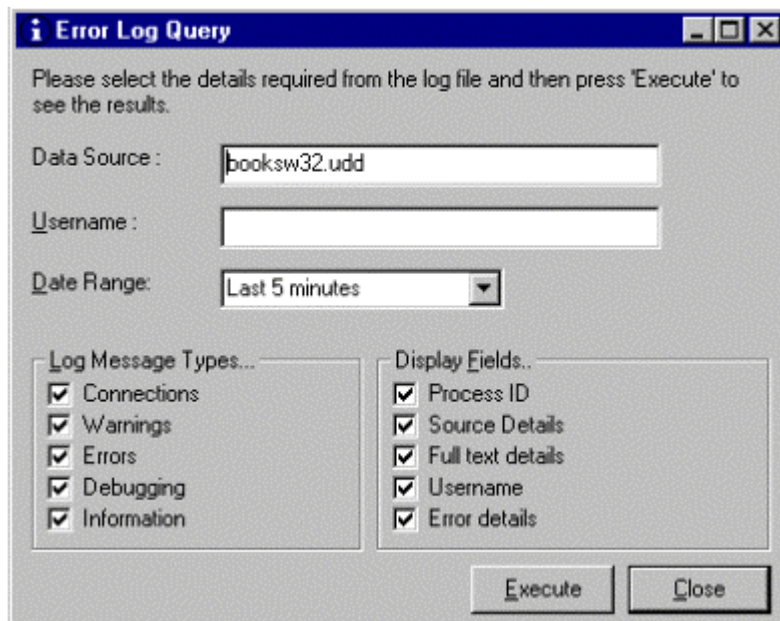 Error Log Query
Please select the details required from the log file and then press 'Execute' to
see the results.
Data Source :
booksw32.udd
Username :
Date Range:
Last 5 minutes
Log Message Types...
Connections
Warnings
Errors
Debugging
Information
Display Fields..
Process ID
Source Details
Full text details
Username
Error details
Execute
Close